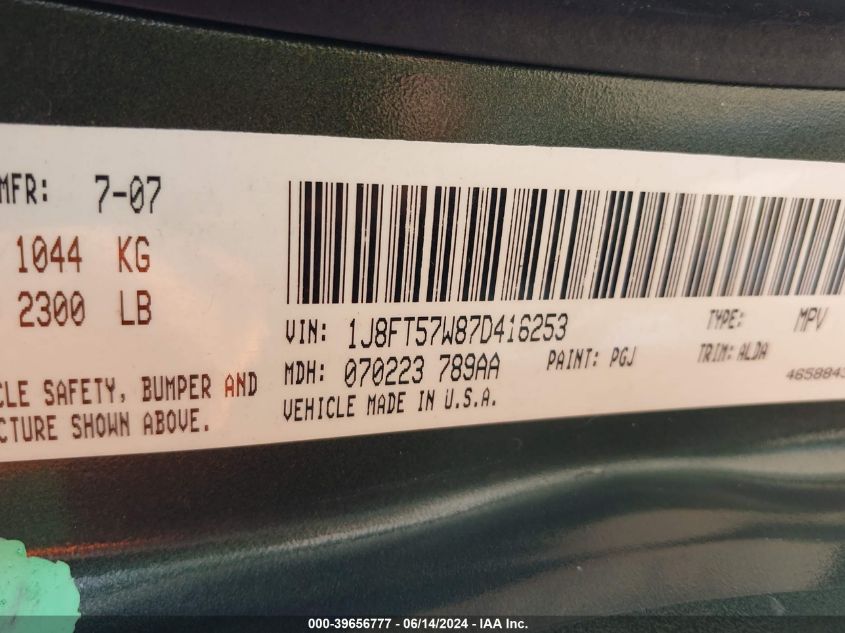 MFR: 7-07
1044 KG
2300 LB
VIN: 1J8FT57W87D416253
TYPE: MPV
MDH: 070223 789AA
PAINT: PGJ
TRIM: ALDA
VEHICLE MADE IN U.S.A.
CLE SAFETY, BUMPER AND
CTURE SHOWN ABOVE.
000-39656777 - 06/14/2024 - IAA Inc.